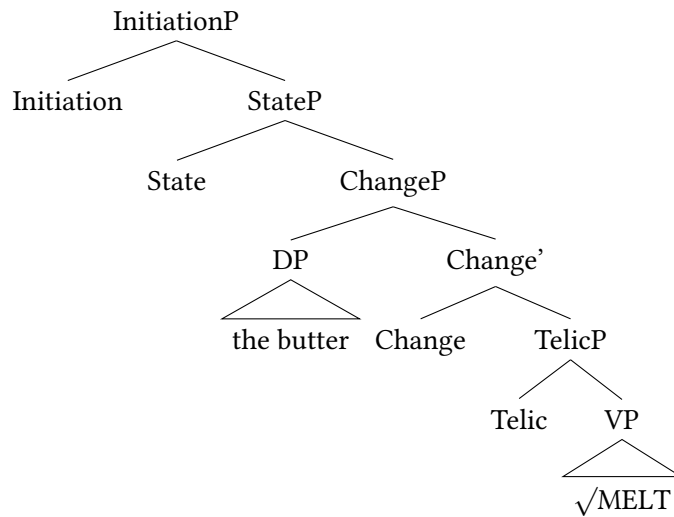 InitiationP
Initiation StateP
State ChangeP
DP Change’
the butter Change TelicP
Telic VP
√MELT